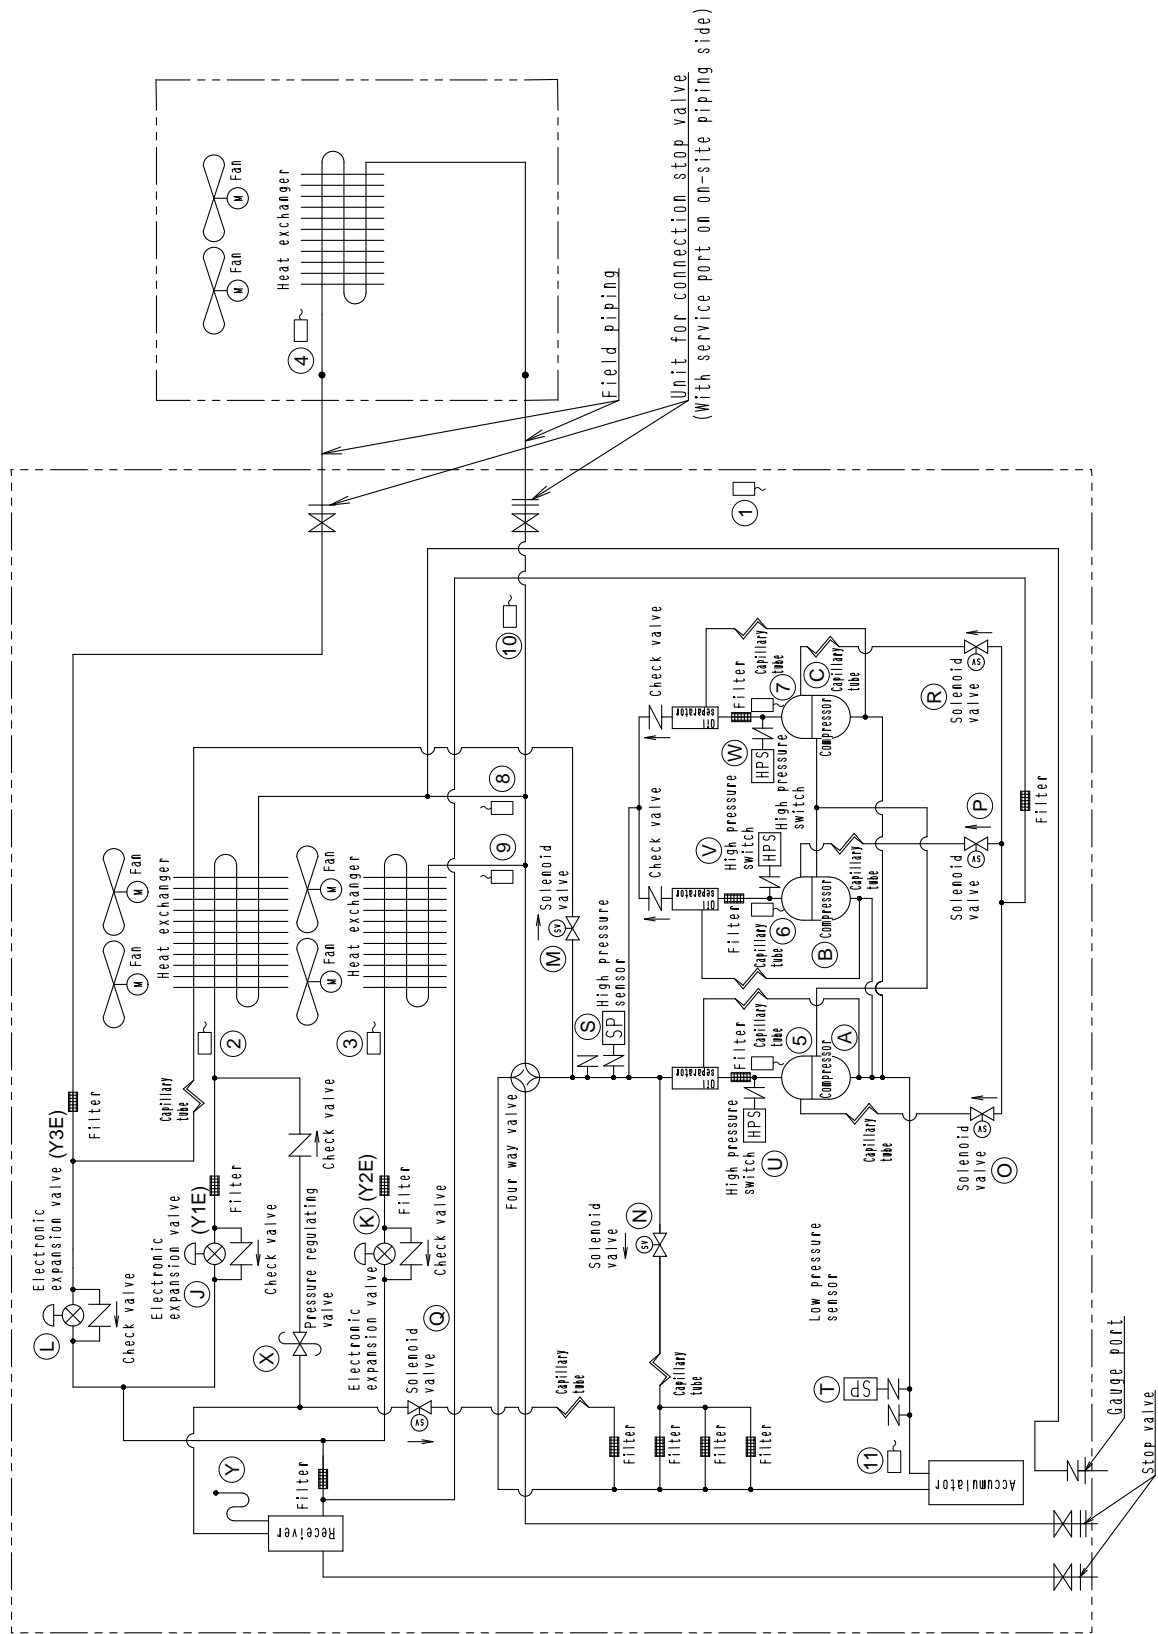 M
Fan
M
Fan
Heat exchanger
4
Field piping
Unit for connection stop valve
(With service port on on-site piping side)
1
Electronic
expansion valve (Y3E)
L
Check valve
Filter
Capillary
tube
M
Fan
M
Fan
Heat exchanger
2
Electronic
expansion valve
(Y1E)
J
Filter
Check valve
M
Fan
M
Fan
Heat exchanger
3
Check valve
Pressure regulating
valve
X
Electronic
expansion valve
K
(Y2E)
Filter
Check valve
Q
Solenoid
valve
SV
Capillary
tube
Y
Receiver
Filter
8
9
10
Four way valve
Solenoid
valve
SV
M
S
High pressure
sensor
SP
Solenoid
valve
SV
N
Capillary
tube
Filter
Filter
Filter
Filter
Check valve
Oil
separator
Filter
Capillary
tube
7
C
W
HPS
High pressure
switch
Compressor
Capillary
tube
R
Solenoid
valve
SV
Check valve
Oil
separator
Filter
Capillary
tube
6
B
V
High pressure
switch
HPS
Compressor
Capillary
tube
P
Solenoid
valve
SV
Filter
Oil
separator
Filter
Capillary
tube
5
A
U
High pressure
switch
HPS
Compressor
Capillary
tube
O
Solenoid
valve
SV
Low pressure
sensor
T
SP
11
Accumulator
Gauge port
Stop valve